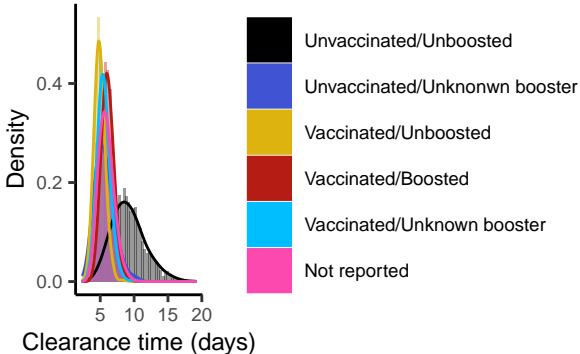 Density
0.4
0.2
0.0
5 10 15 20
Clearance time (days)
Unvaccinated/Unboosted
Unvaccinated/Unknonwn booster
Vaccinated/Unboosted
Vaccinated/Boosted
Vaccinated/Unknown booster
Not reported